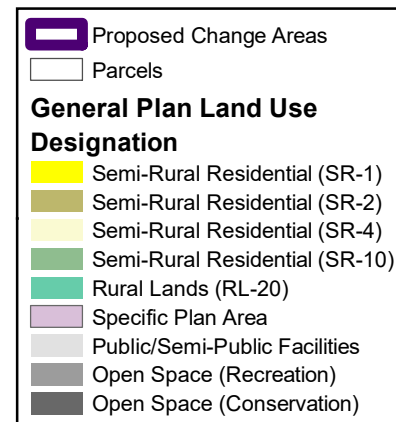 Proposed Change Areas
Parcels
General Plan Land Use
Designation
Semi-Rural Residential (SR-1)
Semi-Rural Residential (SR-2)
Semi-Rural Residential (SR-4)
Semi-Rural Residential (SR-10)
Rural Lands (RL-20)
Specific Plan Area
Public/Semi-Public Facilities
Open Space (Recreation)
Open Space (Conservation)